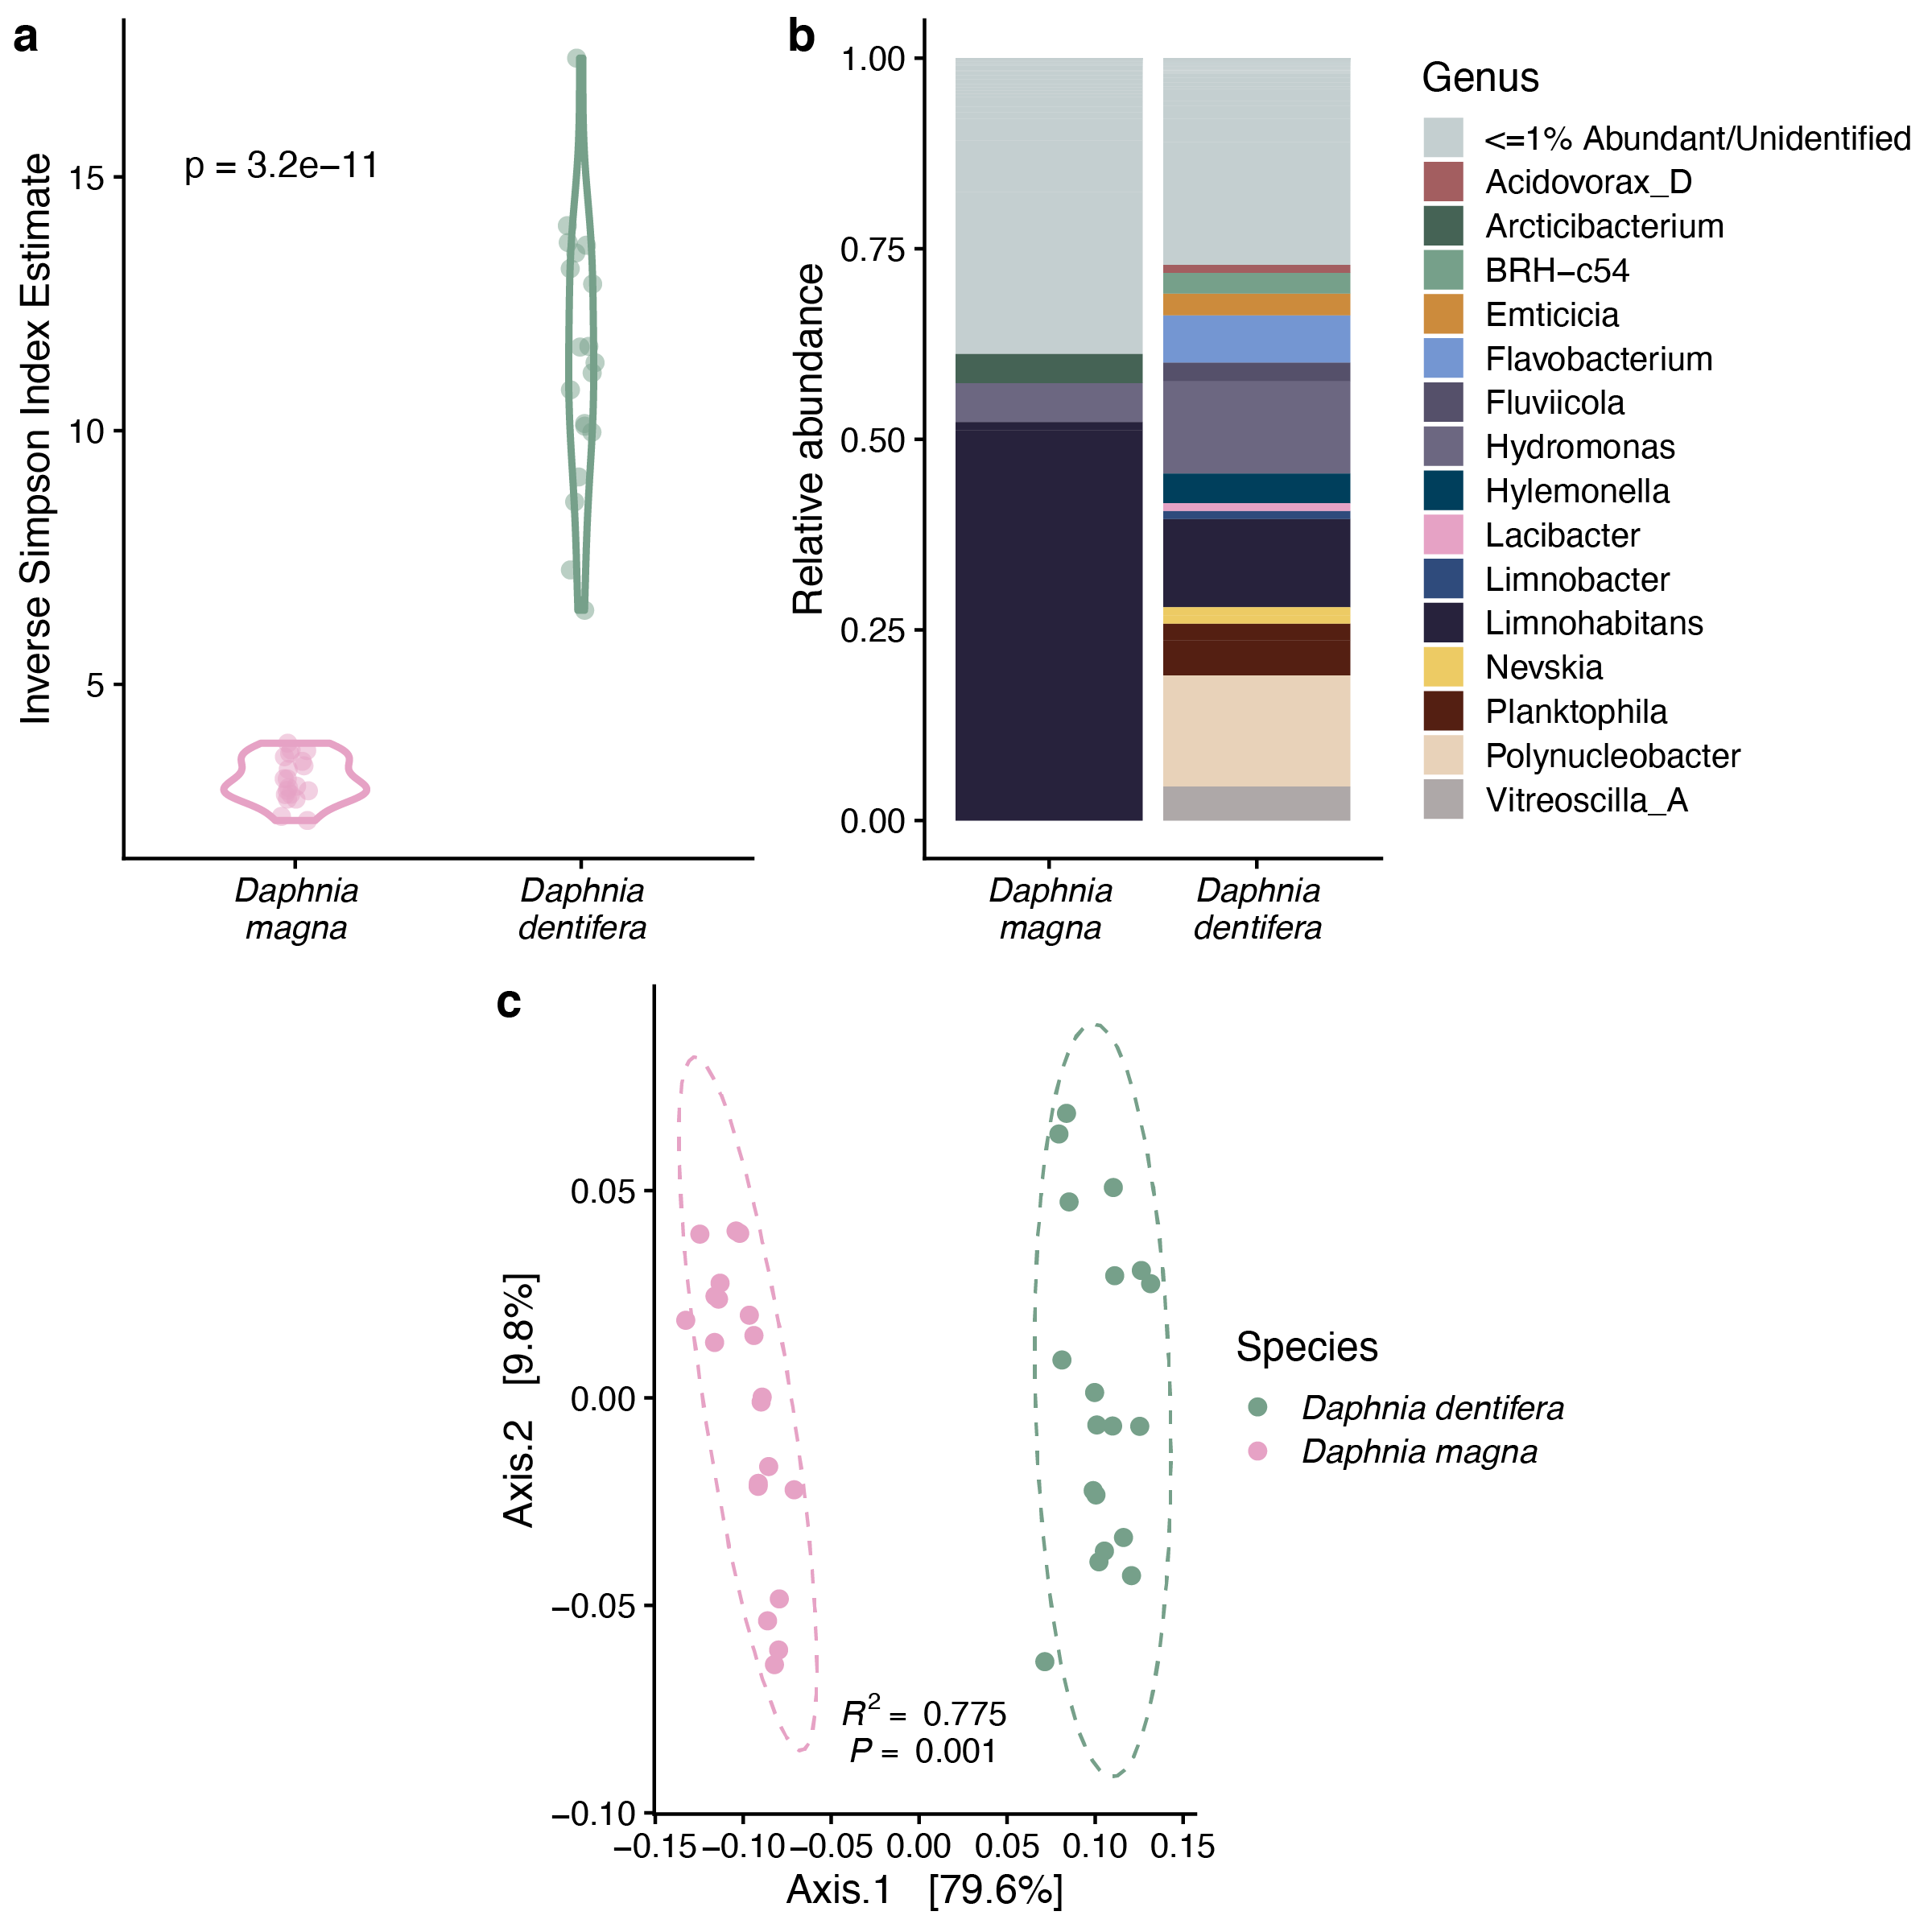 a
Inverse Simpson Index Estimate
15
10
5
p = 3.2e−11
Daphnia
magna
Daphnia
dentifera
b
Relative abundance
1.00
0.75
0.50
0.25
0.00
Daphnia
magna
Daphnia
dentifera
Genus
<=1% Abundant/Unidentified
Acidovorax_D
Arcticibacterium
BRH−c54
Emticicia
Flavobacterium
Fluviicola
Hydromonas
Hylemonella
Lacibacter
Limnobacter
Limnohabitans
Nevskia
Planktophila
Polynucleobacter
Vitreoscilla_A
c
Axis.2 [9.8%]
0.05
0.00
−0.05
−0.10
R² = 0.775
P = 0.001
−0.15 −0.10 −0.05 0.00 0.05 0.10 0.15
Axis.1 [79.6%]
Species
Daphnia dentifera
Daphnia magna